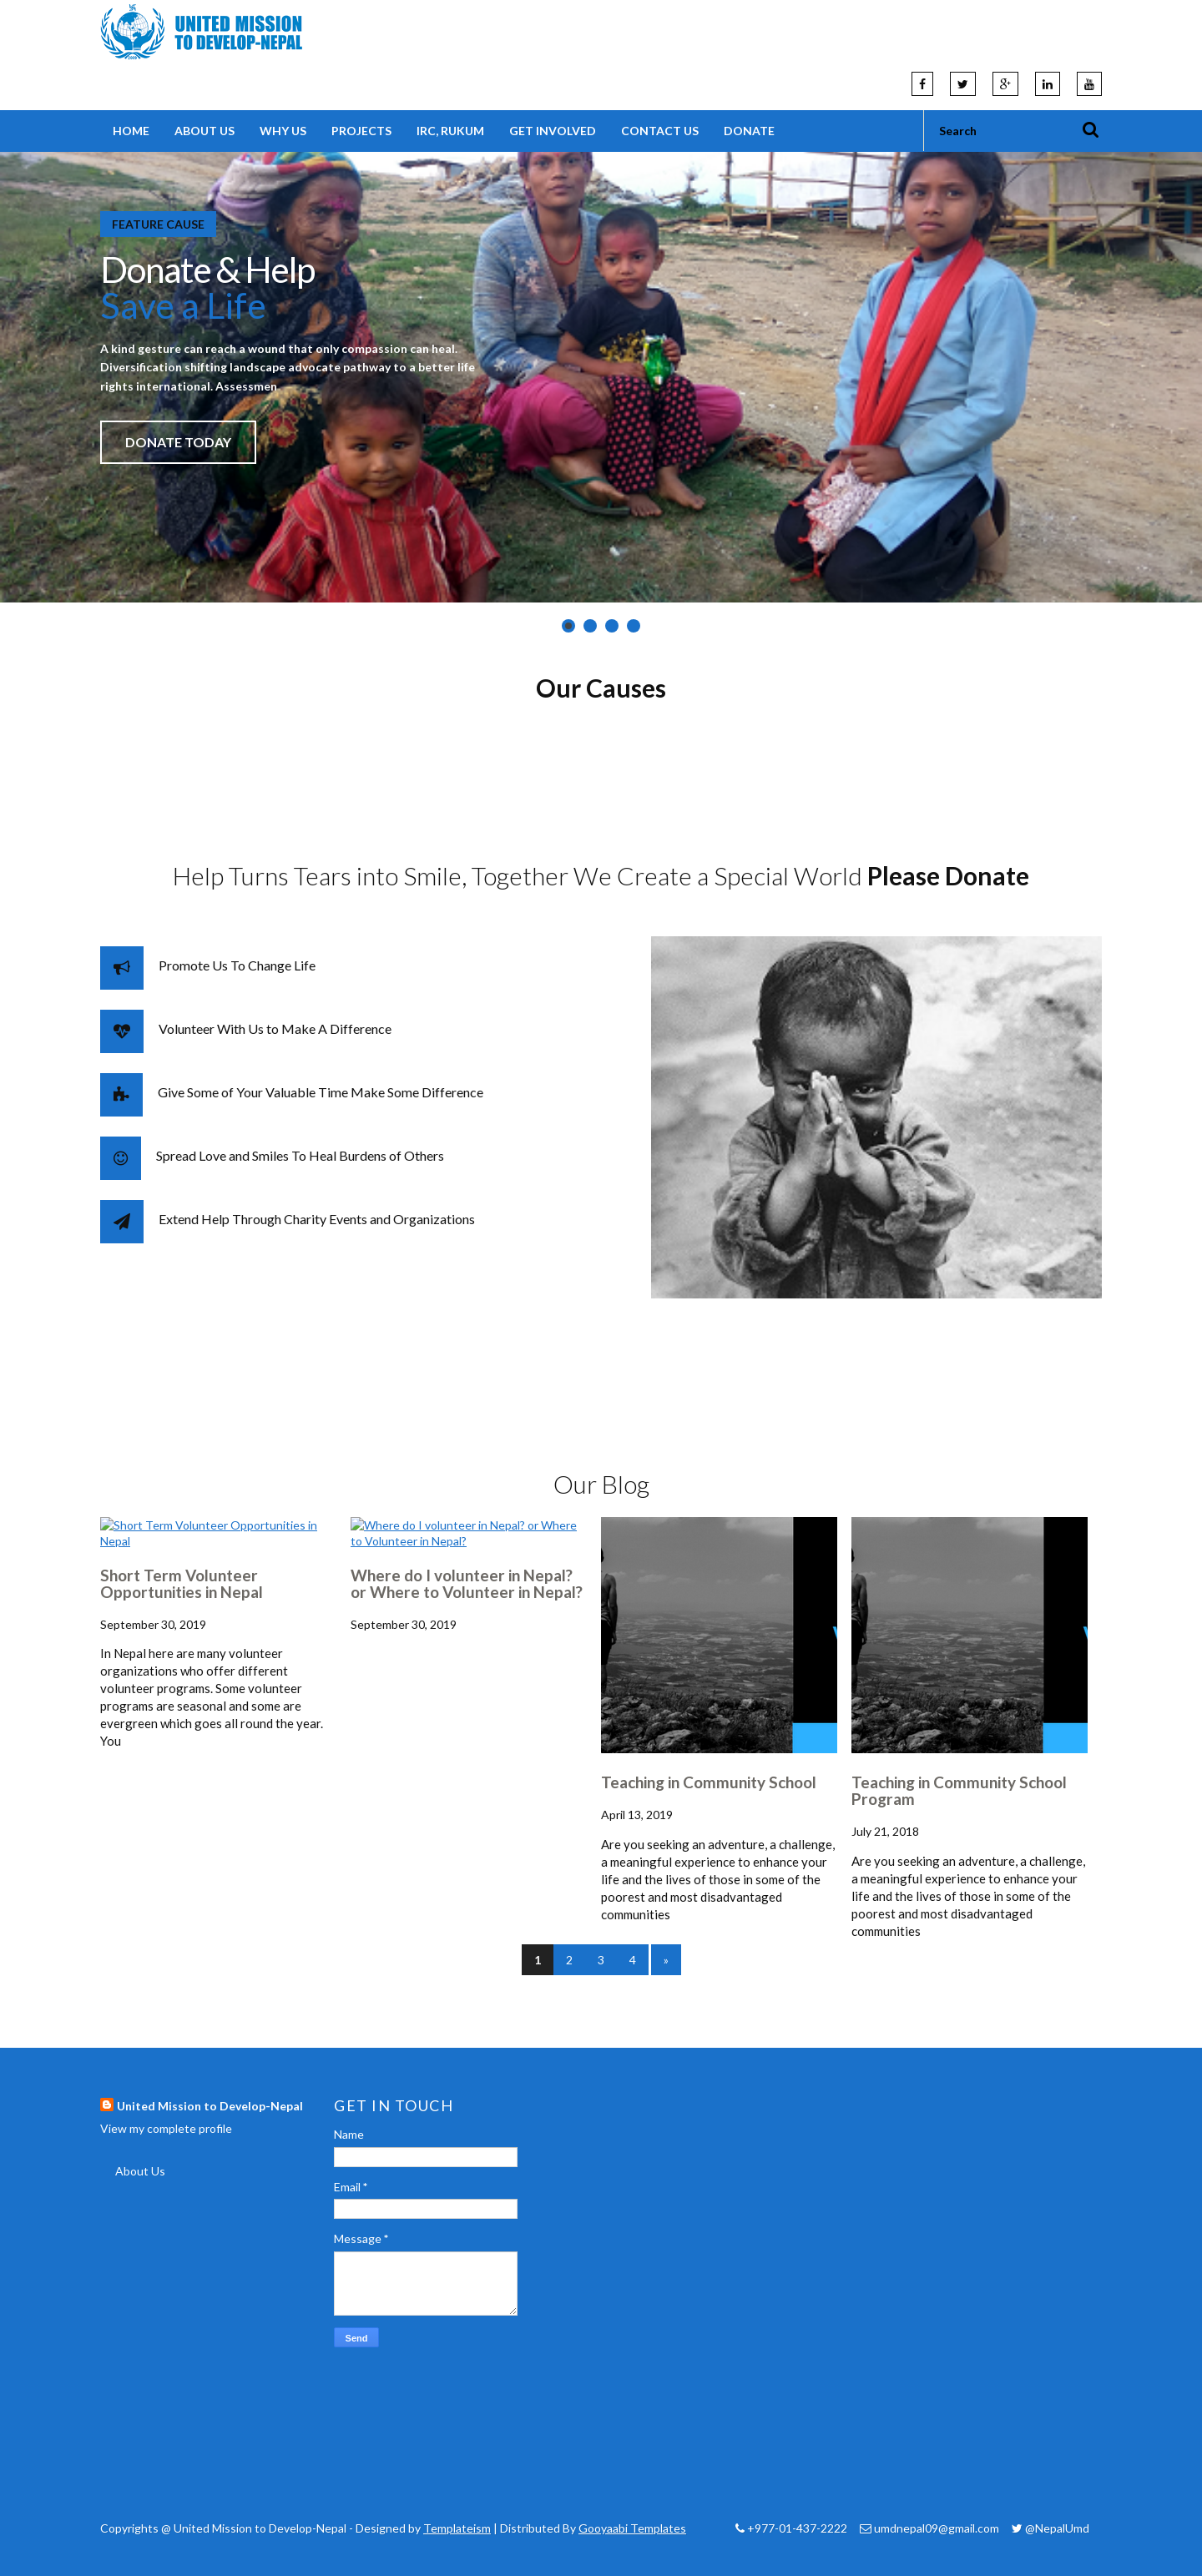 UNITED MISSION
TO DEVELOP-NEPAL
HOME ABOUT US WHY US PROJECTS IRC, RUKUM GET INVOLVED CONTACT US DONATE Search
FEATURE CAUSE
Donate & Help
Save a Life
A kind gesture can reach a wound that only compassion can heal.
Diversification shifting landscape advocate pathway to a better life
rights international. Assessmen
DONATE TODAY
Our Causes
Help Turns Tears into Smile, Together We Create a Special World Please Donate
Promote Us To Change Life
Volunteer With Us to Make A Difference
Give Some of Your Valuable Time Make Some Difference
Spread Love and Smiles To Heal Burdens of Others
Extend Help Through Charity Events and Organizations
Our Blog
Short Term Volunteer Opportunities in
Nepal
Short Term Volunteer
Opportunities in Nepal
September 30, 2019
In Nepal here are many volunteer
organizations who offer different
volunteer programs. Some volunteer
programs are seasonal and some are
evergreen which goes all round the year.
You
Where do I volunteer in Nepal? or Where
to Volunteer in Nepal?
Where do I volunteer in Nepal?
or Where to Volunteer in Nepal?
September 30, 2019
Teaching in Community School
April 13, 2019
Are you seeking an adventure, a challenge,
a meaningful experience to enhance your
life and the lives of those in some of the
poorest and most disadvantaged
communities
Teaching in Community School
Program
July 21, 2018
Are you seeking an adventure, a challenge,
a meaningful experience to enhance your
life and the lives of those in some of the
poorest and most disadvantaged
communities
1 2 3 4 »
United Mission to Develop-Nepal
View my complete profile
About Us
GET IN TOUCH
Name
Email *
Message *
Send
Copyrights @ United Mission to Develop-Nepal - Designed by Templateism | Distributed By Gooyaabi Templates
+977-01-437-2222 umdnepal09@gmail.com @NepalUmd